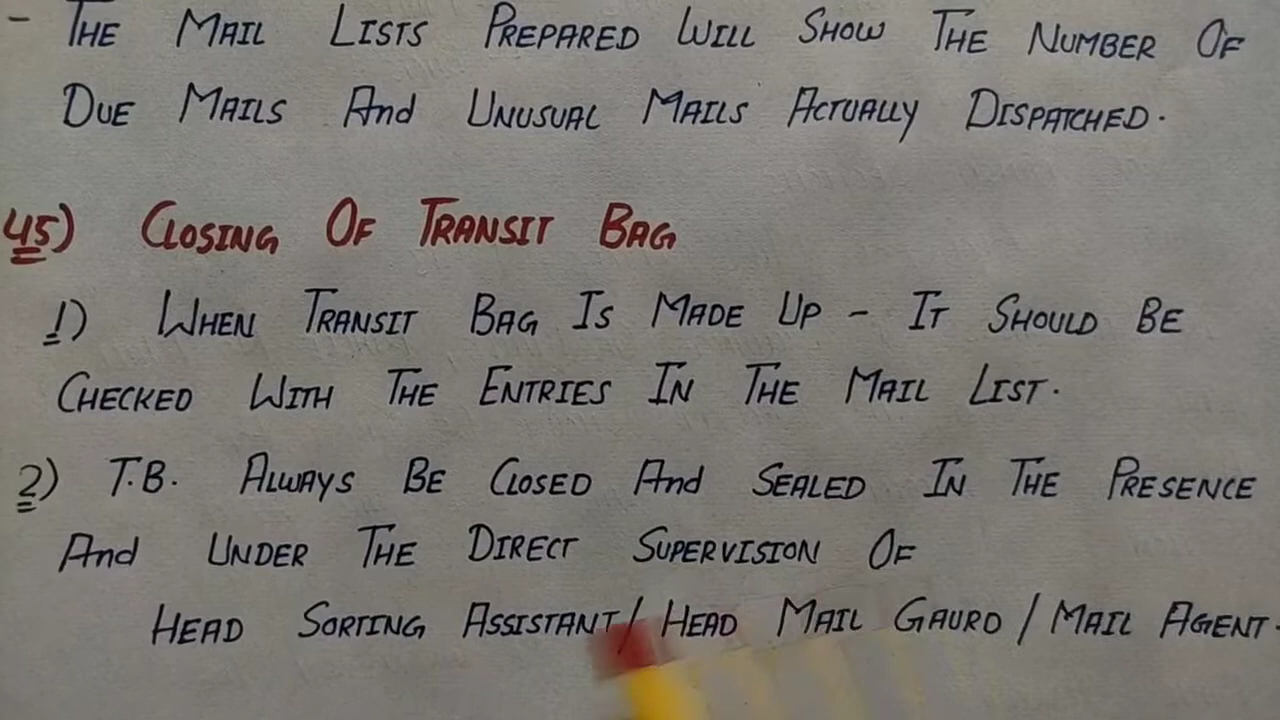 - THE MAIL LISTS PREPARED WILL SHOW THE NUMBER OF
DUE MAILS And UNUSUAL MAILS ACTUALLY DISPATCHED.
45) CLOSING OF TRANSIT BAG
1) WHEN TRANSIT BAG IS MADE UP - IT SHOULD BE
CHECKED WITH THE ENTRIES IN THE MAIL LIST.
2) T.B. ALWAYS BE CLOSED And SEALED IN THE PRESENCE
And UNDER THE DIRECT SUPERVISION OF
HEAD SORTING ASSISTANT/ HEAD MAIL GAURD / MAIL AGENT.